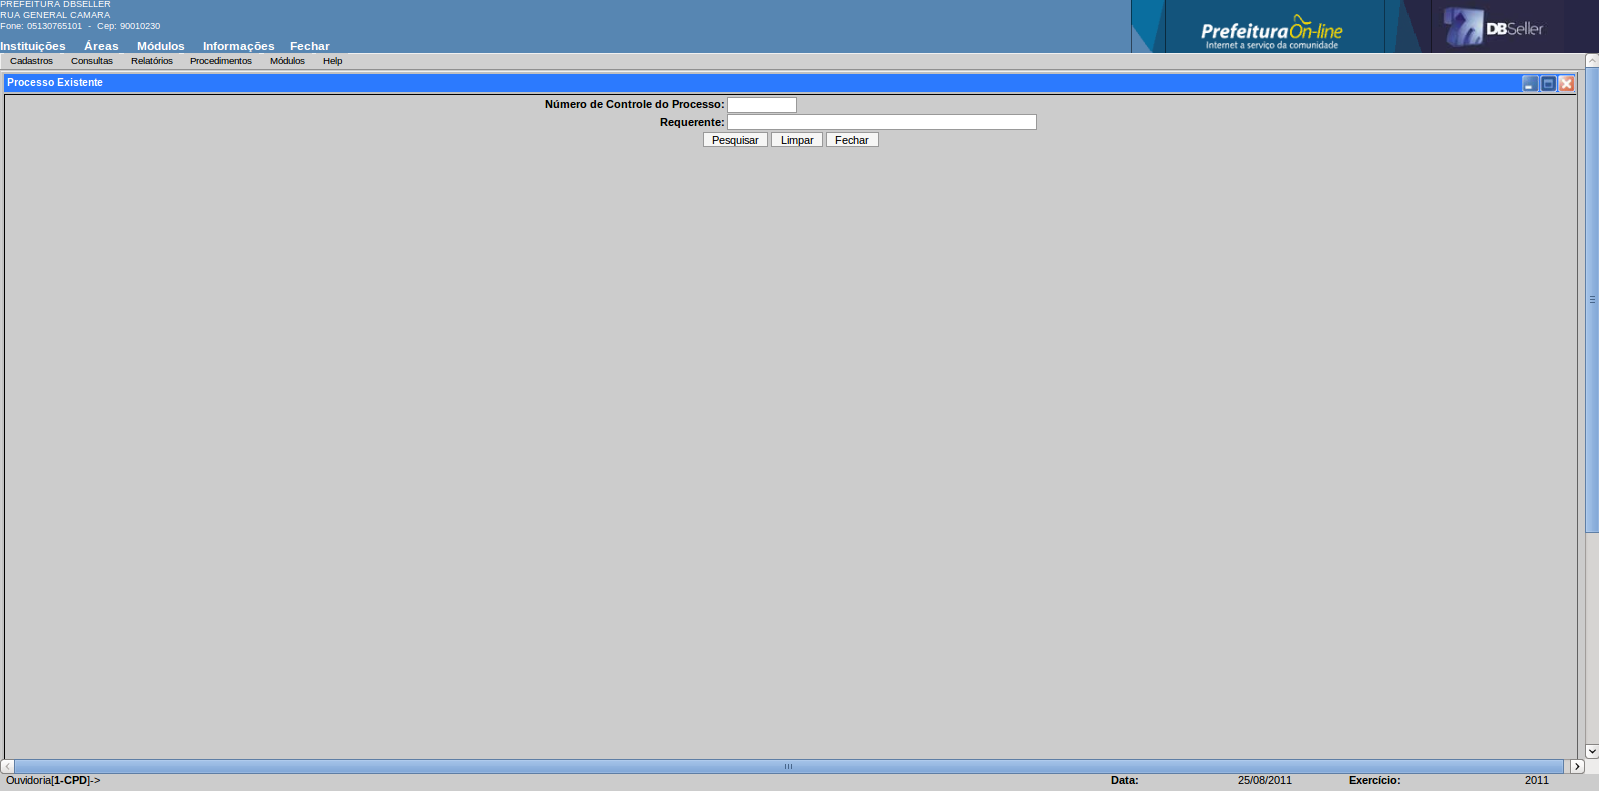 PREFEITURA DBSELLER
RUA GENERAL CAMARA
Fone: 05130765101 - Cep: 90010230
Instituições Áreas Módulos Informações Fechar
PrefeituraOn-line
Internet a serviço da comunidade
DBSeller
Cadastros Consultas Relatórios Procedimentos Módulos Help
Processo Existente
Número de Controle do Processo:
Requerente:
Pesquisar Limpar Fechar
Ouvidoria[1-CPD]-> Data: 25/08/2011 Exercício: 2011